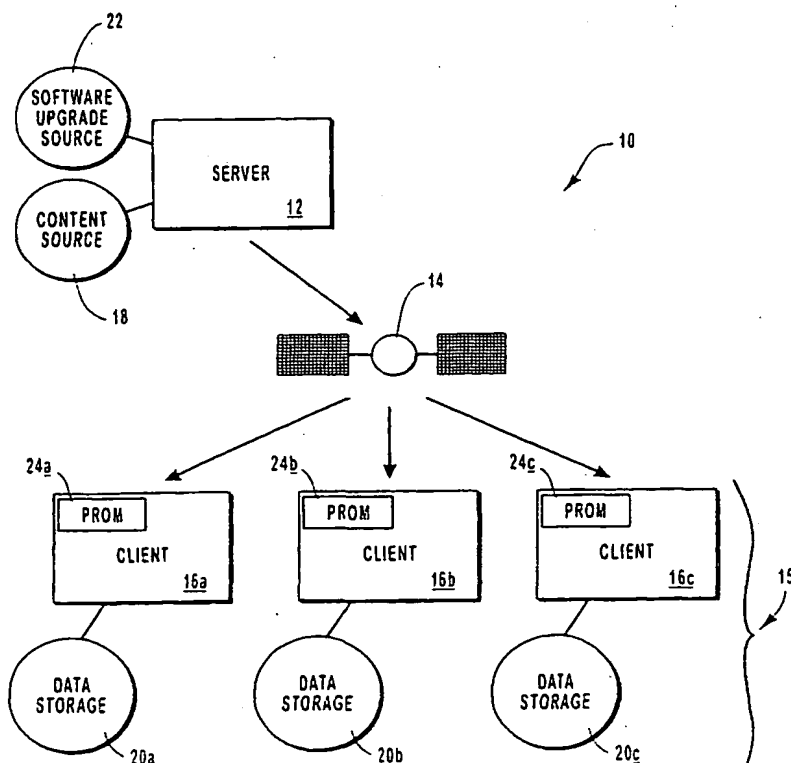 22
SOFTWARE
UPGRADE
SOURCE
SERVER
12
10
CONTENT
SOURCE
18
14
24a
24b
24c
PROM
PROM
PROM
CLIENT
CLIENT
CLIENT
16a
16b
16c
15
DATA
STORAGE
DATA
STORAGE
DATA
STORAGE
20a
20b
20c